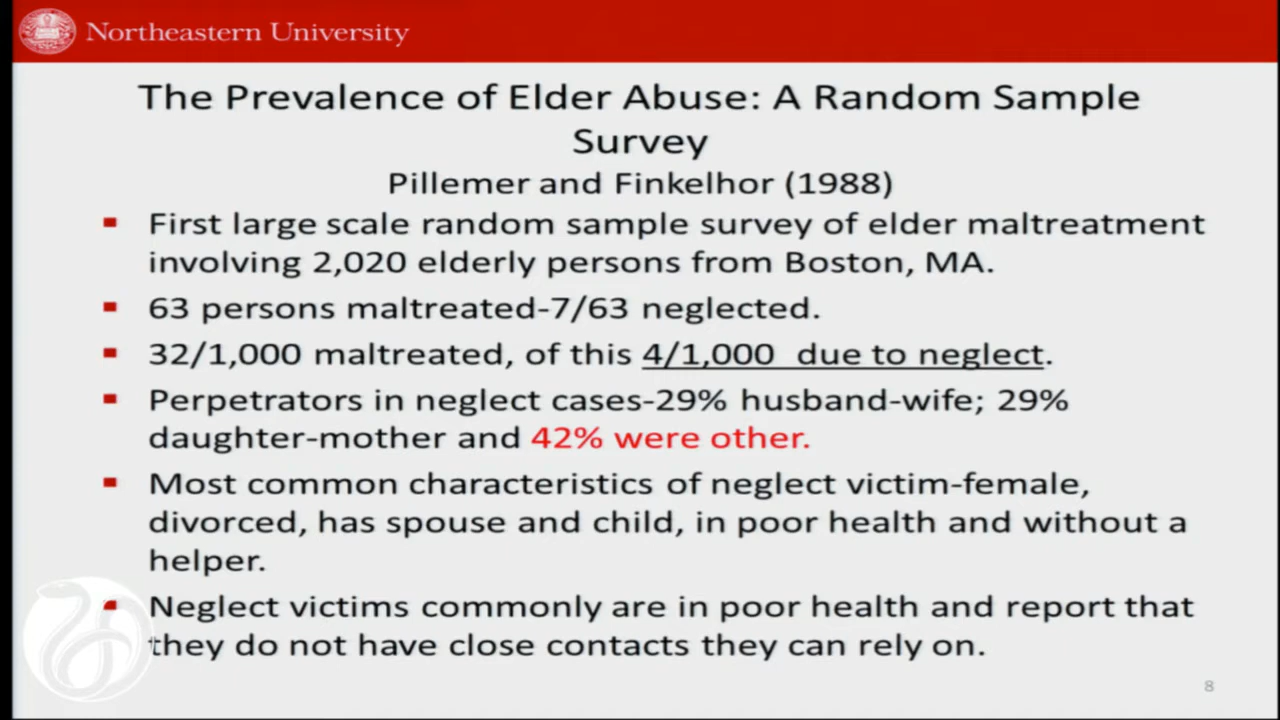 Northeastern University
The Prevalence of Elder Abuse: A Random Sample
Survey
Pillemer and Finkelhor (1988)
▪ First large scale random sample survey of elder maltreatment
involving 2,020 elderly persons from Boston, MA.
▪ 63 persons maltreated-7/63 neglected.
▪ 32/1,000 maltreated, of this 4/1,000  due to neglect.
▪ Perpetrators in neglect cases-29% husband-wife; 29%
daughter-mother and 42% were other.
▪ Most common characteristics of neglect victim-female,
divorced, has spouse and child, in poor health and without a
helper.
▪ Neglect victims commonly are in poor health and report that
they do not have close contacts they can rely on.
8